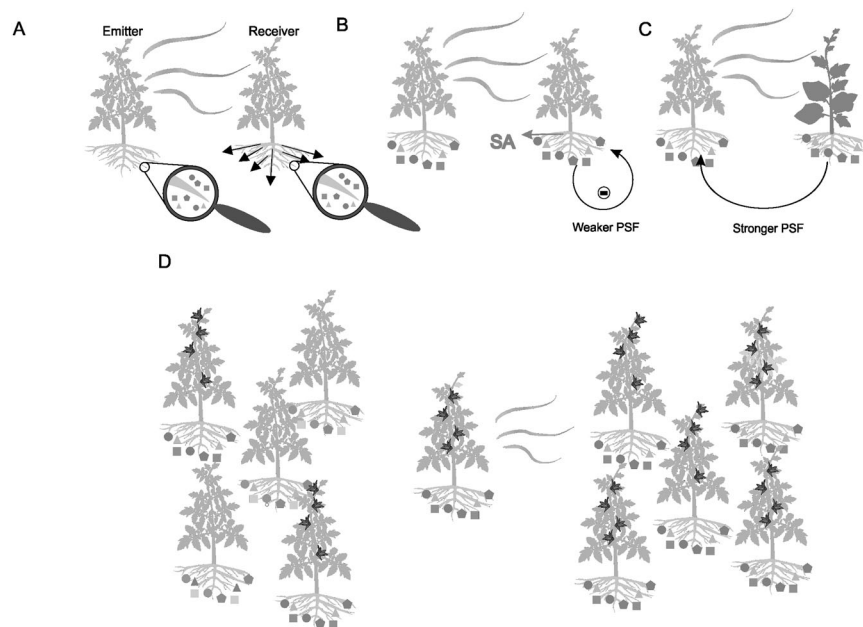 A
Emitter
Receiver
B
SA
Weaker PSF
C
Stronger PSF
D